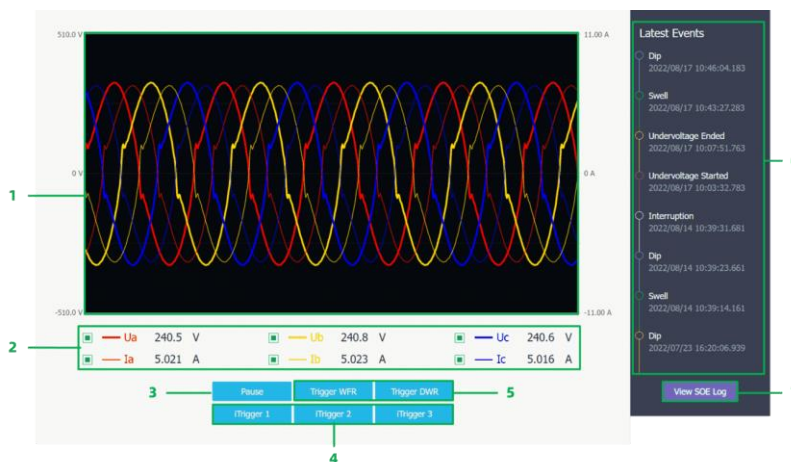 510.0 V
11.00 A
0 V
0 A
-510.0 V
-11.00 A
1
Ua 240.5 V
Ub 240.8 V
Uc 240.6 V
2
Ia 5.021 A
Ib 5.023 A
Ic 5.016 A
3
Pause
Trigger WFR
Trigger DWR
5
iTrigger 1
iTrigger 2
iTrigger 3
4
Latest Events
Dip
2022/08/17 10:46:04.183
Swell
2022/08/17 10:43:27.283
Undervoltage Ended
2022/08/17 10:07:51.763
Undervoltage Started
2022/08/17 10:03:32.783
Interruption
2022/08/14 10:39:31.681
Dip
2022/08/14 10:39:23.661
Swell
2022/08/14 10:39:14.161
Dip
2022/07/23 16:20:06.939
View SOE Log